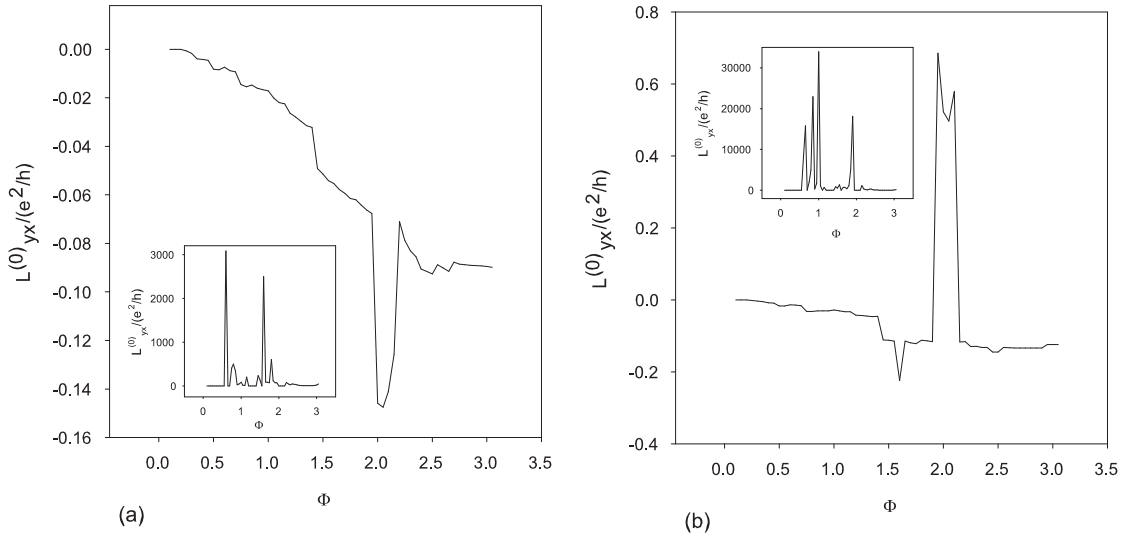 0.00
-0.02
-0.04
-0.06
-0.08
-0.10
-0.12
-0.14
-0.16
0.0 0.5 1.0 1.5 2.0 2.5 3.0 3.5
L(0)yx/(e2/h)
Φ
(a)
3000
2000
1000
0
0 1 2 3
L(0)yx/(e2/h)
Φ
0.8
0.6
0.4
0.2
0.0
-0.2
-0.4
0.0 0.5 1.0 1.5 2.0 2.5 3.0 3.5
L(0)yx/(e2/h)
Φ
(b)
30000
20000
10000
0
0 1 2 3
L(0)yx/(e2/h)
Φ